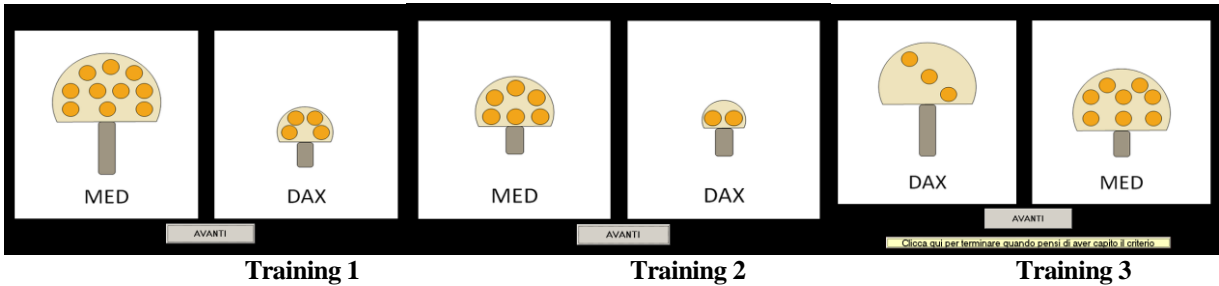 MED DAX
AVANTI
MED DAX
AVANTI
DAX MED
AVANTI
Clicca qui per terminare quando pensi di aver capito il criterio
Training 1 Training 2 Training 3